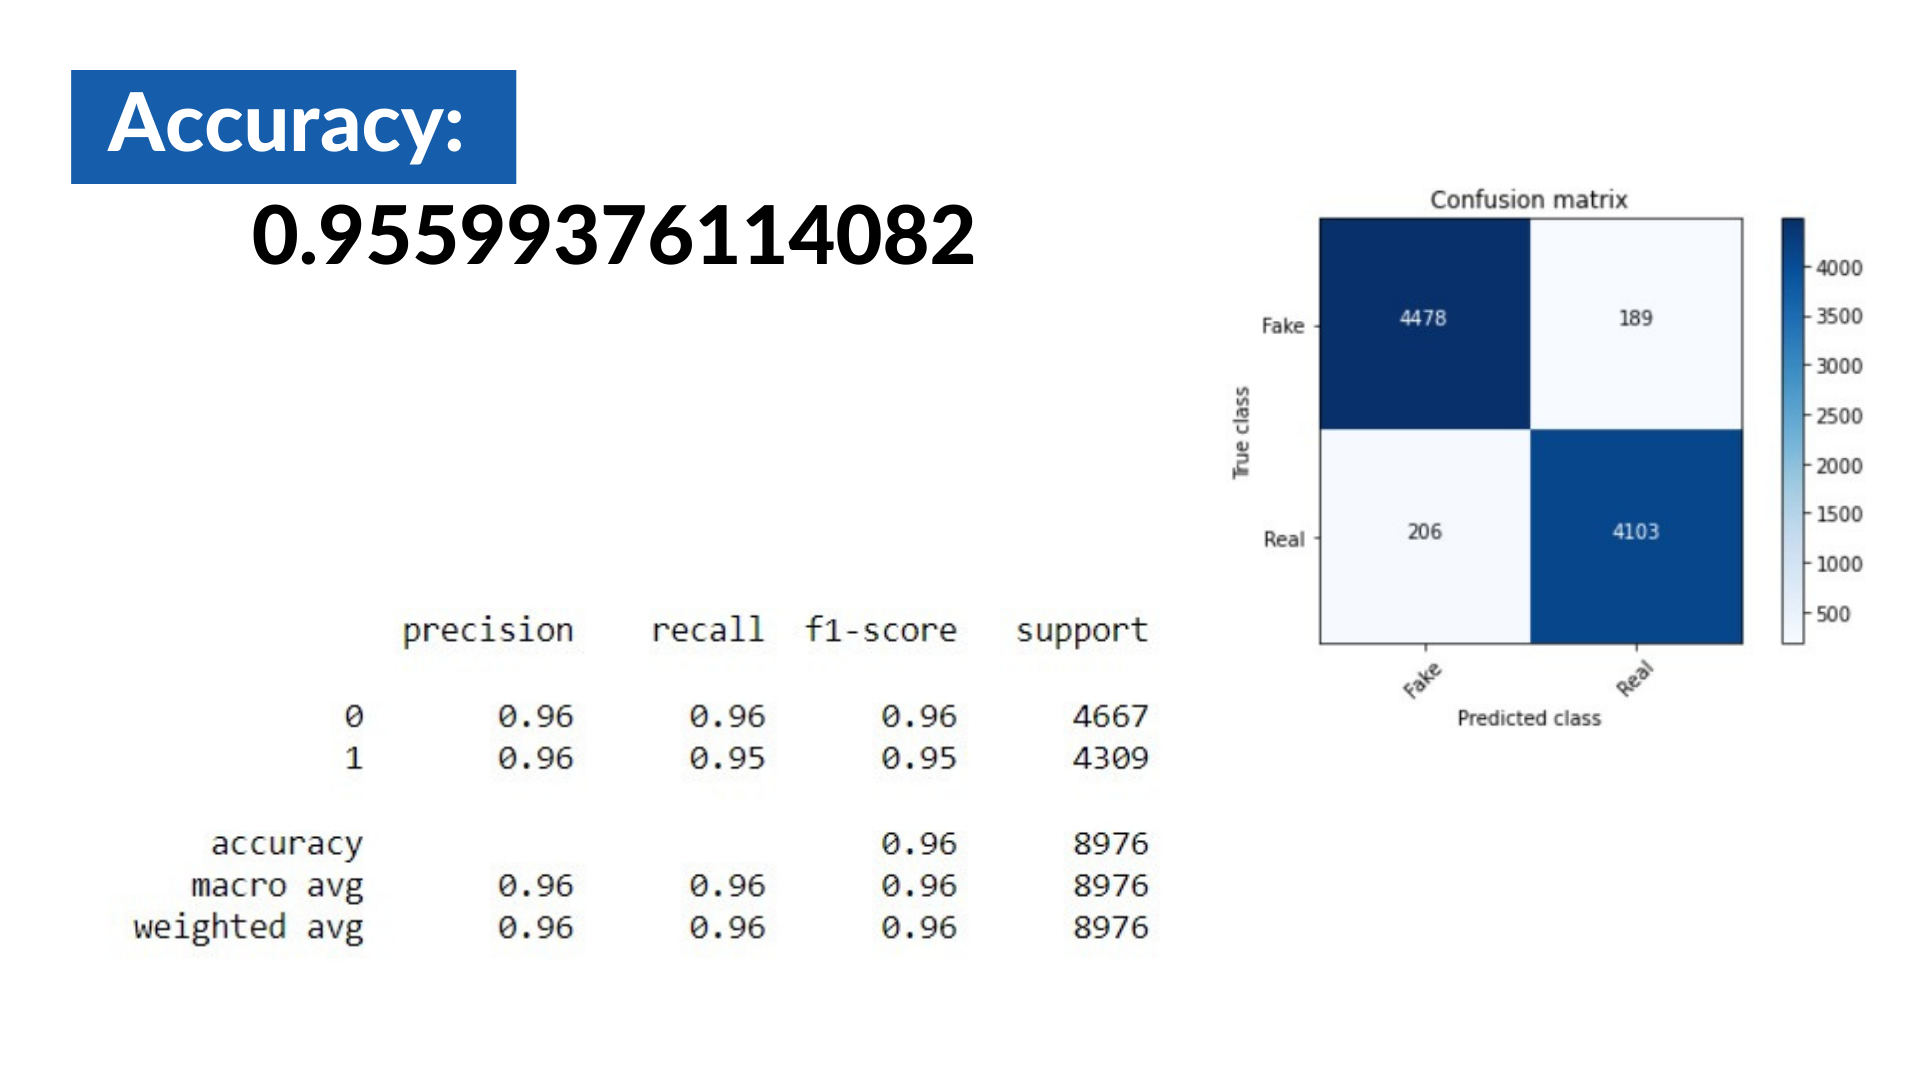 Accuracy:
0.95599376114082
precision recall f1-score support
0 0.96 0.96 0.96 4667
1 0.96 0.95 0.95 4309
accuracy 0.96 8976
macro avg 0.96 0.96 0.96 8976
weighted avg 0.96 0.96 0.96 8976
Confusion matrix
True class
Fake 4478 189
Real 206 4103
Fake Real
Predicted class
4000
3500
3000
2500
2000
1500
1000
500